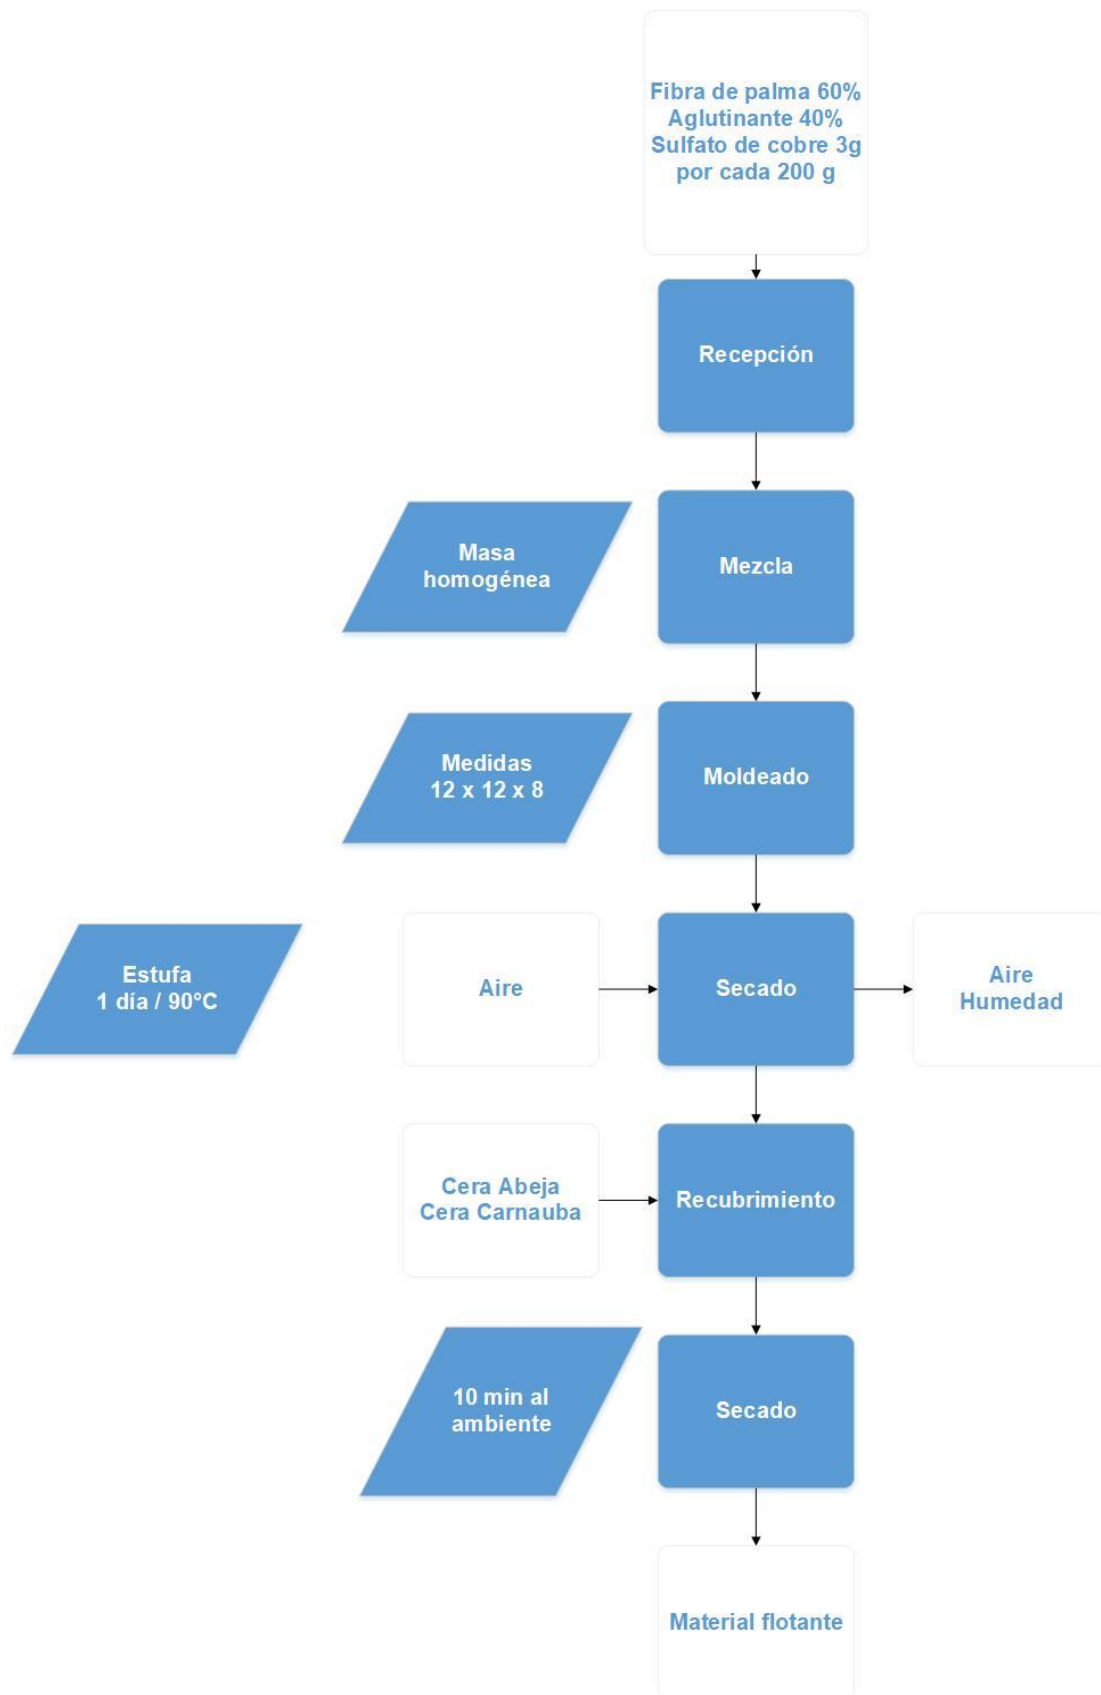 Fibra de palma 60%
Aglutinante 40%
Sulfato de cobre 3g
por cada 200 g
Recepción
Masa
homogénea
Mezcla
Medidas
12 x 12 x 8
Moldeado
Estufa
1 día / 90°C
Aire
Secado
Aire
Humedad
Cera Abeja
Cera Carnauba
Recubrimiento
10 min al
ambiente
Secado
Material flotante